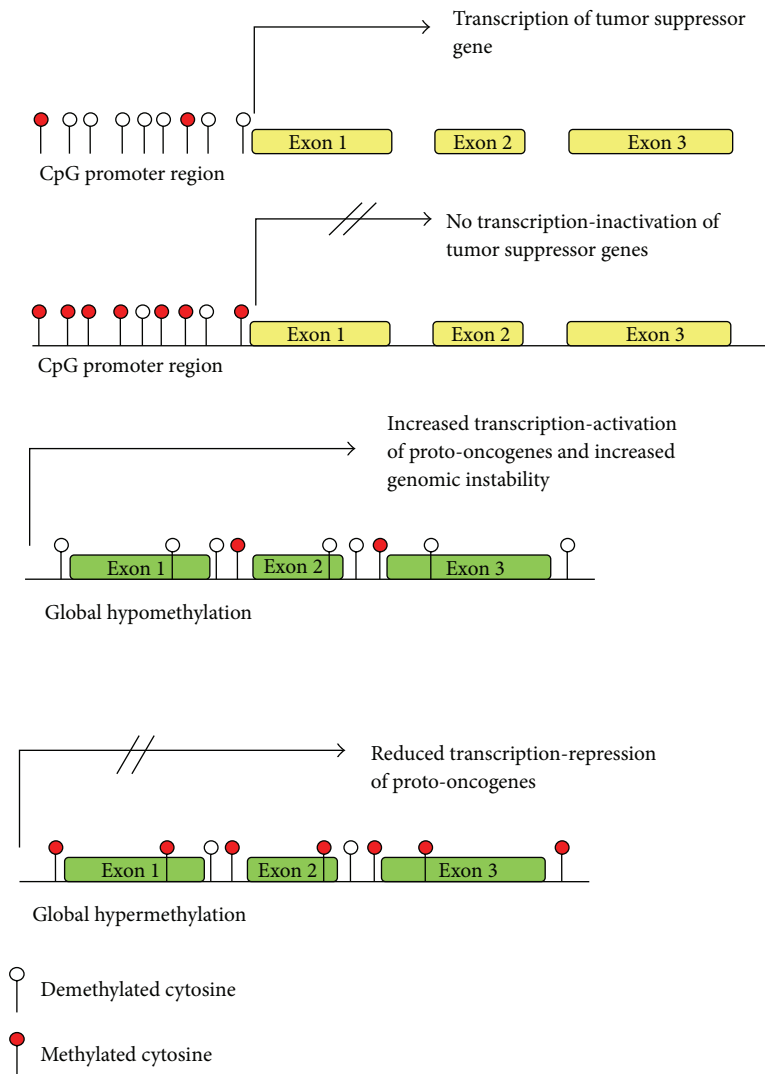 Transcription of tumor suppressor
gene
Exon 1
Exon 2
Exon 3
CpG promoter region
No transcription-inactivation of
tumor suppressor genes
Exon 1
Exon 2
Exon 3
CpG promoter region
Increased transcription-activation
of proto-oncogenes and increased
genomic instability
Exon 1
Exon 2
Exon 3
Global hypomethylation
Reduced transcription-repression
of proto-oncogenes
Exon 1
Exon 2
Exon 3
Global hypermethylation
Demethylated cytosine
Methylated cytosine